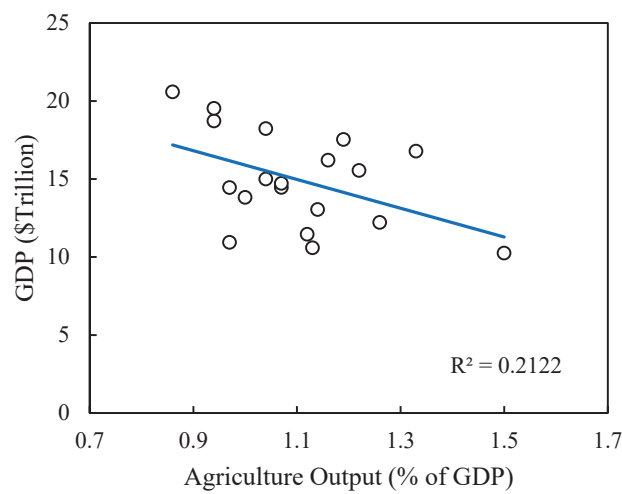 25
20
15
10
5
0
GDP ($Trillion)
R² = 0.2122
0.7 0.9 1.1 1.3 1.5 1.7
Agriculture Output (% of GDP)